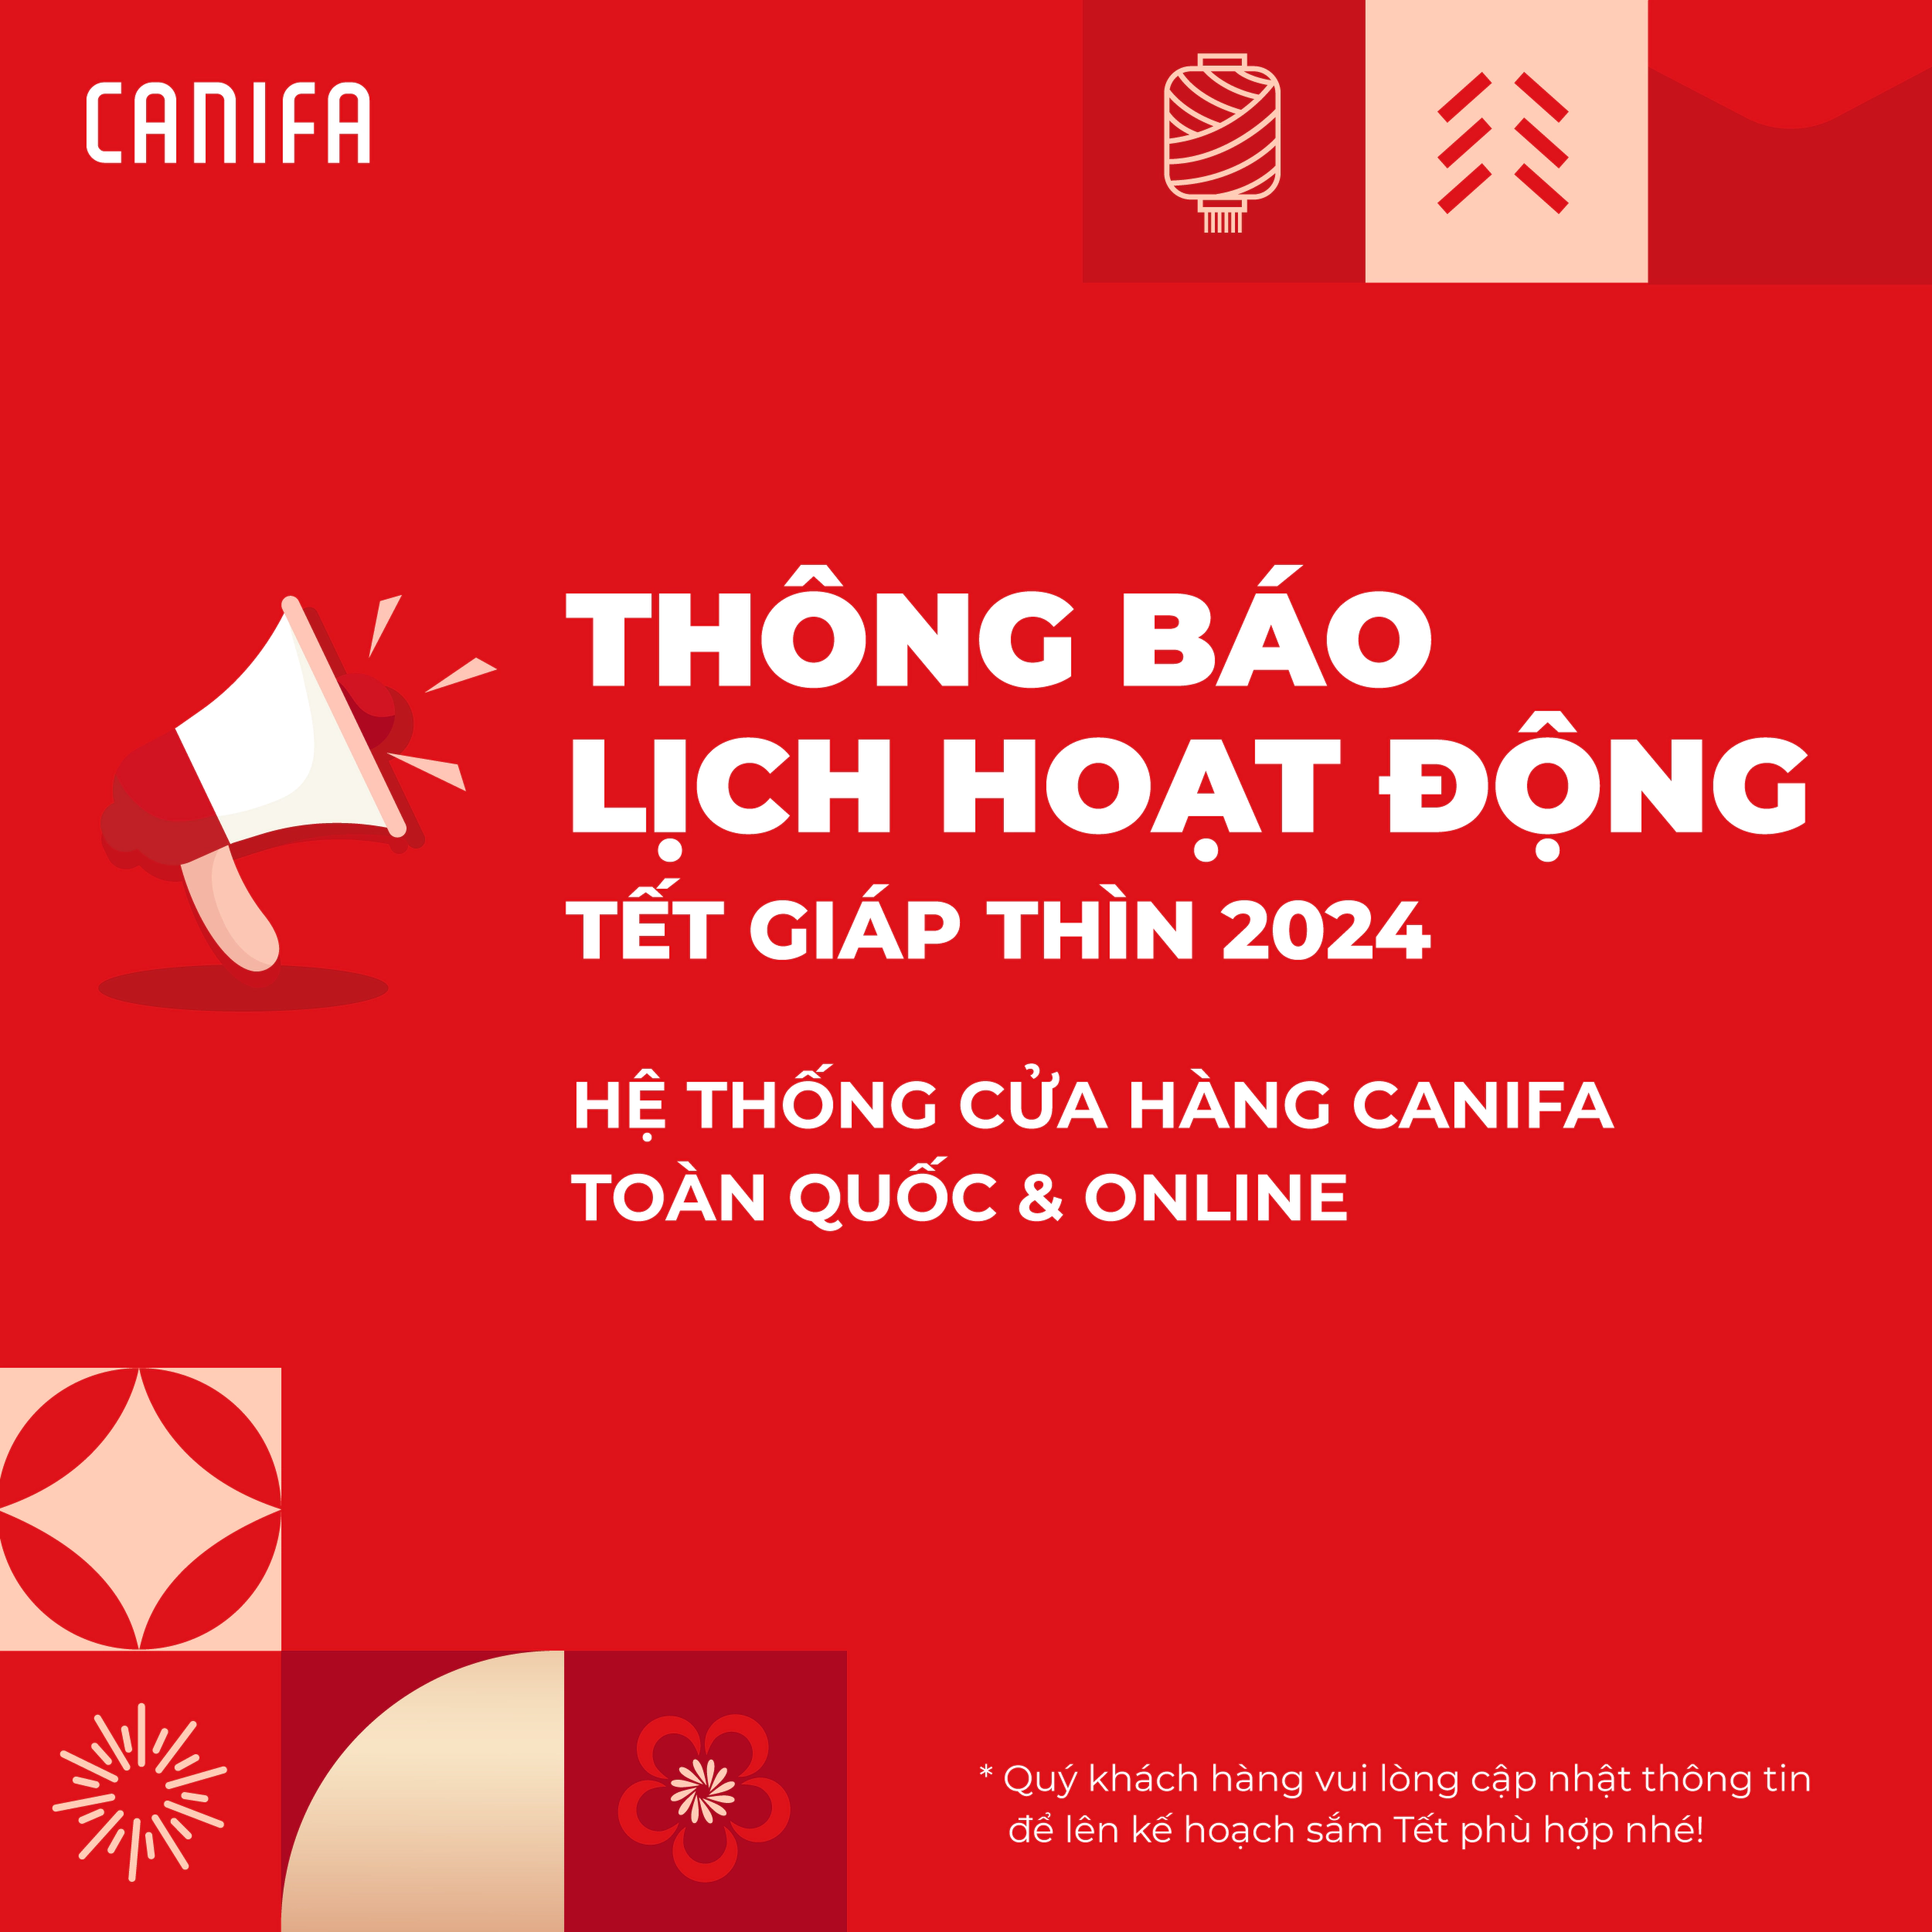 CANIFA
THÔNG BÁO
LỊCH HOẠT ĐỘNG
TẾT GIÁP THÌN 2024
HỆ THỐNG CỬA HÀNG CANIFA
TOÀN QUỐC & ONLINE
* Quý khách hàng vui lòng cập nhật thông tin
để lên kế hoạch sắm Tết phù hợp nhé!